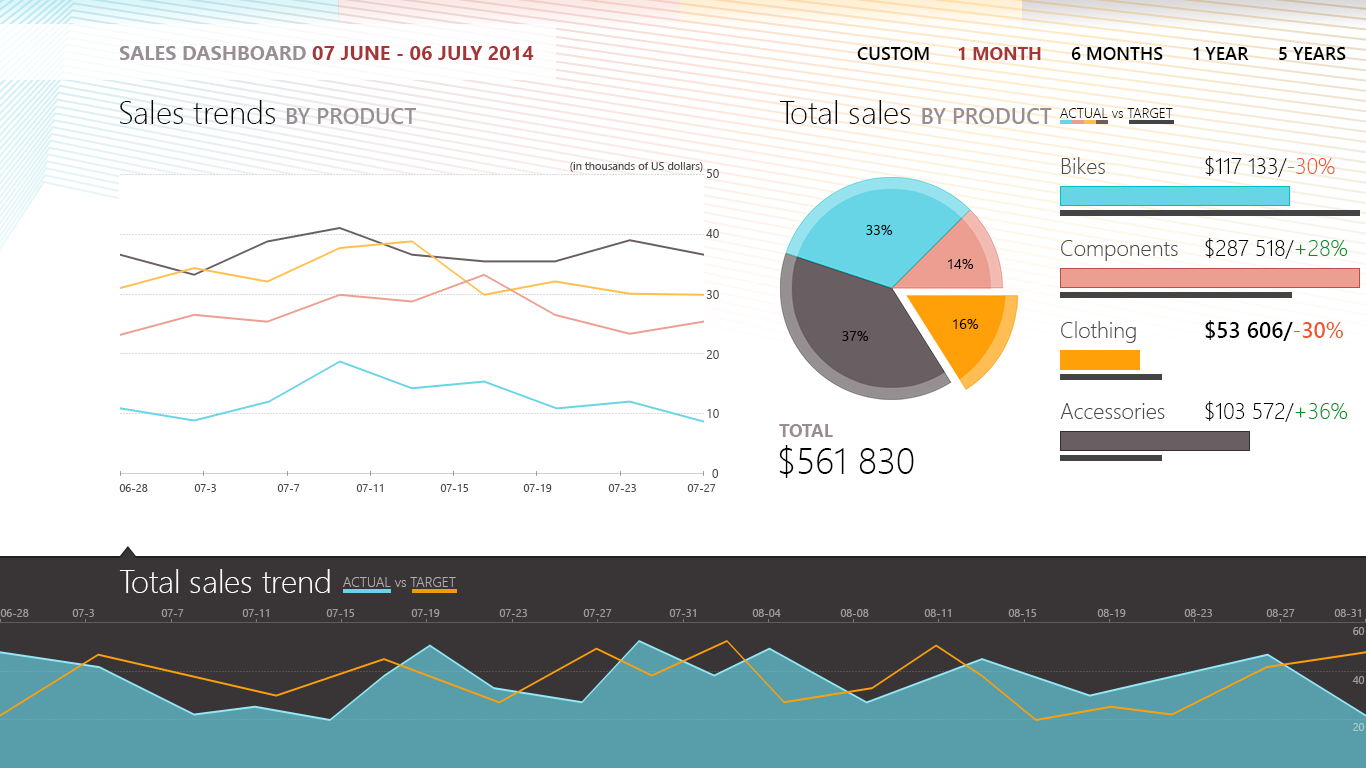 SALES DASHBOARD 07 JUNE - 06 JULY 2014
CUSTOM 1 MONTH 6 MONTHS 1 YEAR 5 YEARS
Sales trends BY PRODUCT
(in thousands of US dollars)
50
40
30
20
10
0
06-28 07-3 07-7 07-11 07-15 07-19 07-23 07-27
Total sales BY PRODUCT ACTUAL vs TARGET
33%
14%
37%
16%
TOTAL
$561 830
Bikes $117 133/-30%
Components $287 518/+28%
Clothing $53 606/-30%
Accessories $103 572/+36%
Total sales trend ACTUAL vs TARGET
06-28 07-3 07-7 07-11 07-15 07-19 07-23 07-27 07-31 08-04 08-08 08-11 08-15 08-19 08-23 08-27 08-31
60
40
20